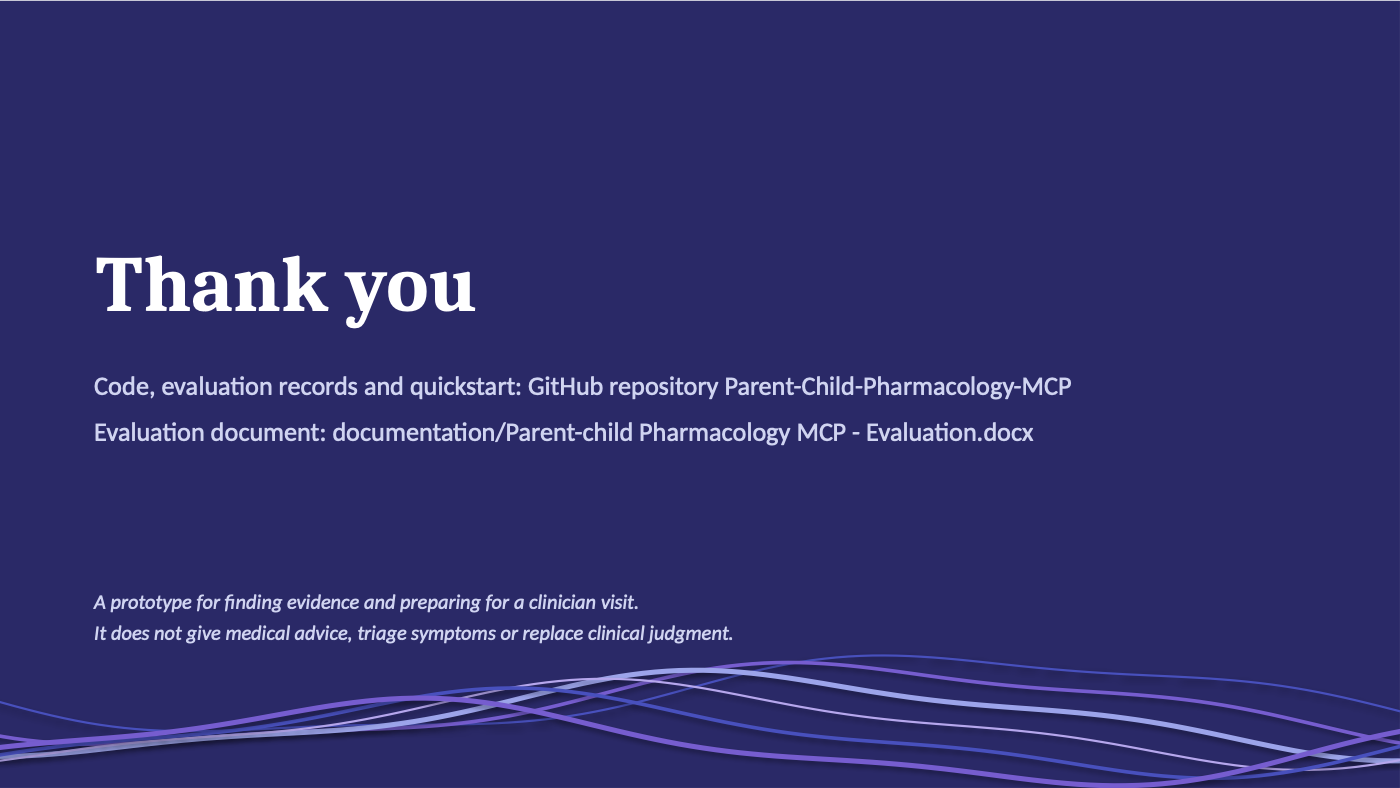 Thank you
Code, evaluation records and quickstart: GitHub repository Parent-Child-Pharmacology-MCP
Evaluation document: documentation/Parent-child Pharmacology MCP - Evaluation.docx
A prototype for finding evidence and preparing for a clinician visit.
It does not give medical advice, triage symptoms or replace clinical judgment.